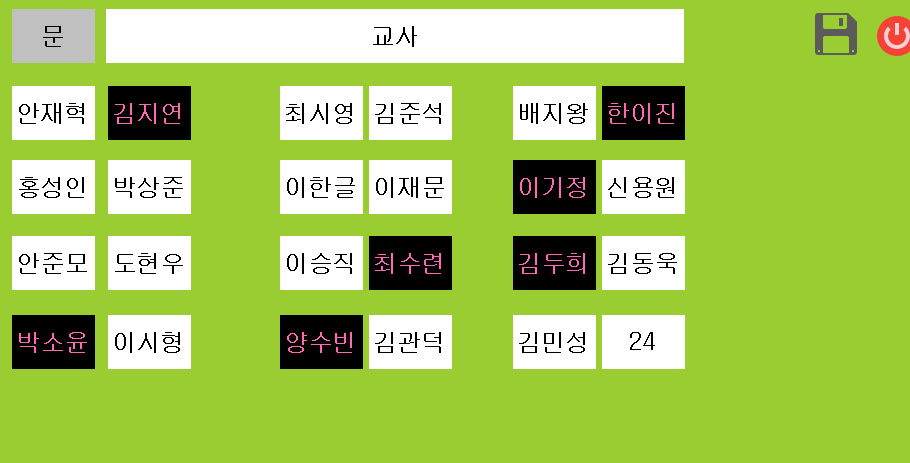 문 교사
안재혁 김지연 최시영 김준석 배지왕 한이진
홍성인 박상준 이한글 이재문 이기정 신용원
안준모 도현우 이승직 최수련 김두희 김동욱
박소윤 이시형 양수빈 김관덕 김민성 24